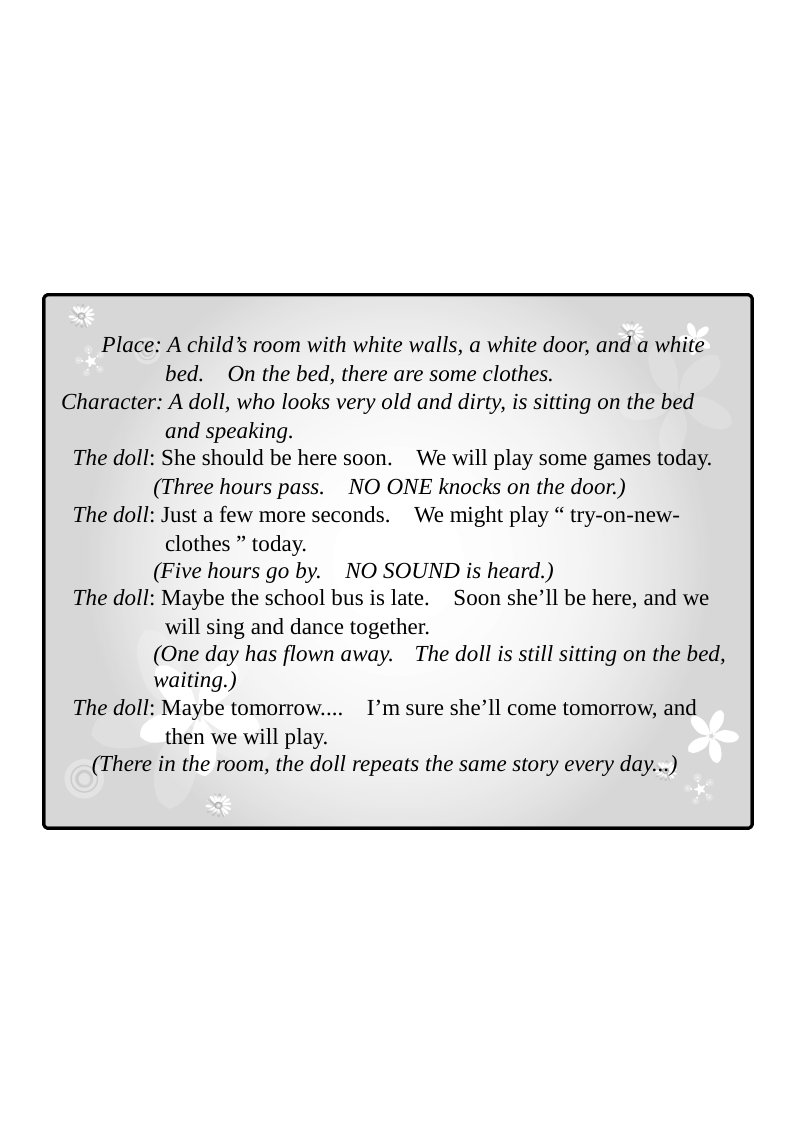 Place: A child’s room with white walls, a white door, and a white
bed. On the bed, there are some clothes.
Character: A doll, who looks very old and dirty, is sitting on the bed
and speaking.
The doll: She should be here soon. We will play some games today.
(Three hours pass. NO ONE knocks on the door.)
The doll: Just a few more seconds. We might play “ try-on-new-
clothes ” today.
(Five hours go by. NO SOUND is heard.)
The doll: Maybe the school bus is late. Soon she’ll be here, and we
will sing and dance together.
(One day has flown away. The doll is still sitting on the bed,
waiting.)
The doll: Maybe tomorrow.... I’m sure she’ll come tomorrow, and
then we will play.
(There in the room, the doll repeats the same story every day...)